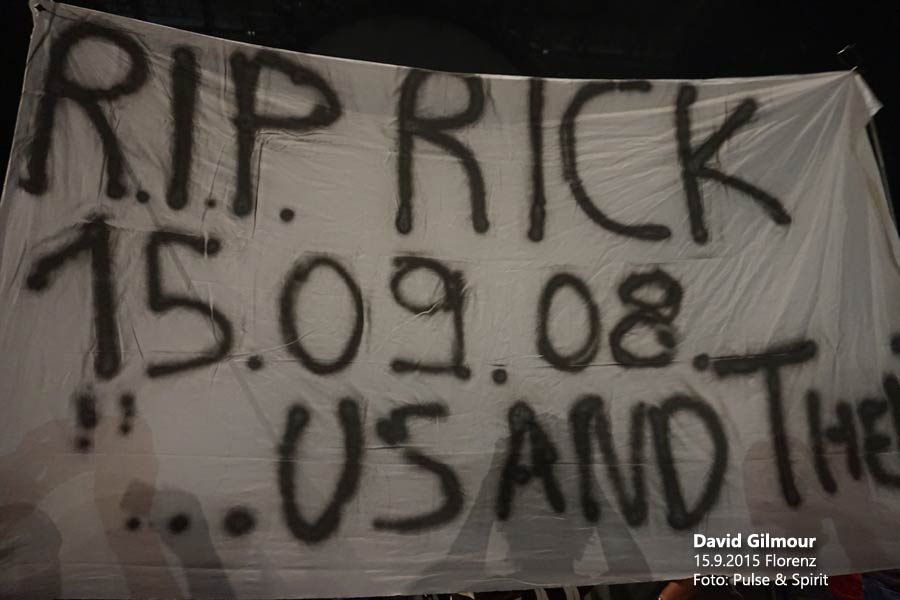 R.I.P. RICK
15.09.08.
"...US AND THE
David Gilmour
15.9.2015 Florenz
Foto: Pulse & Spirit